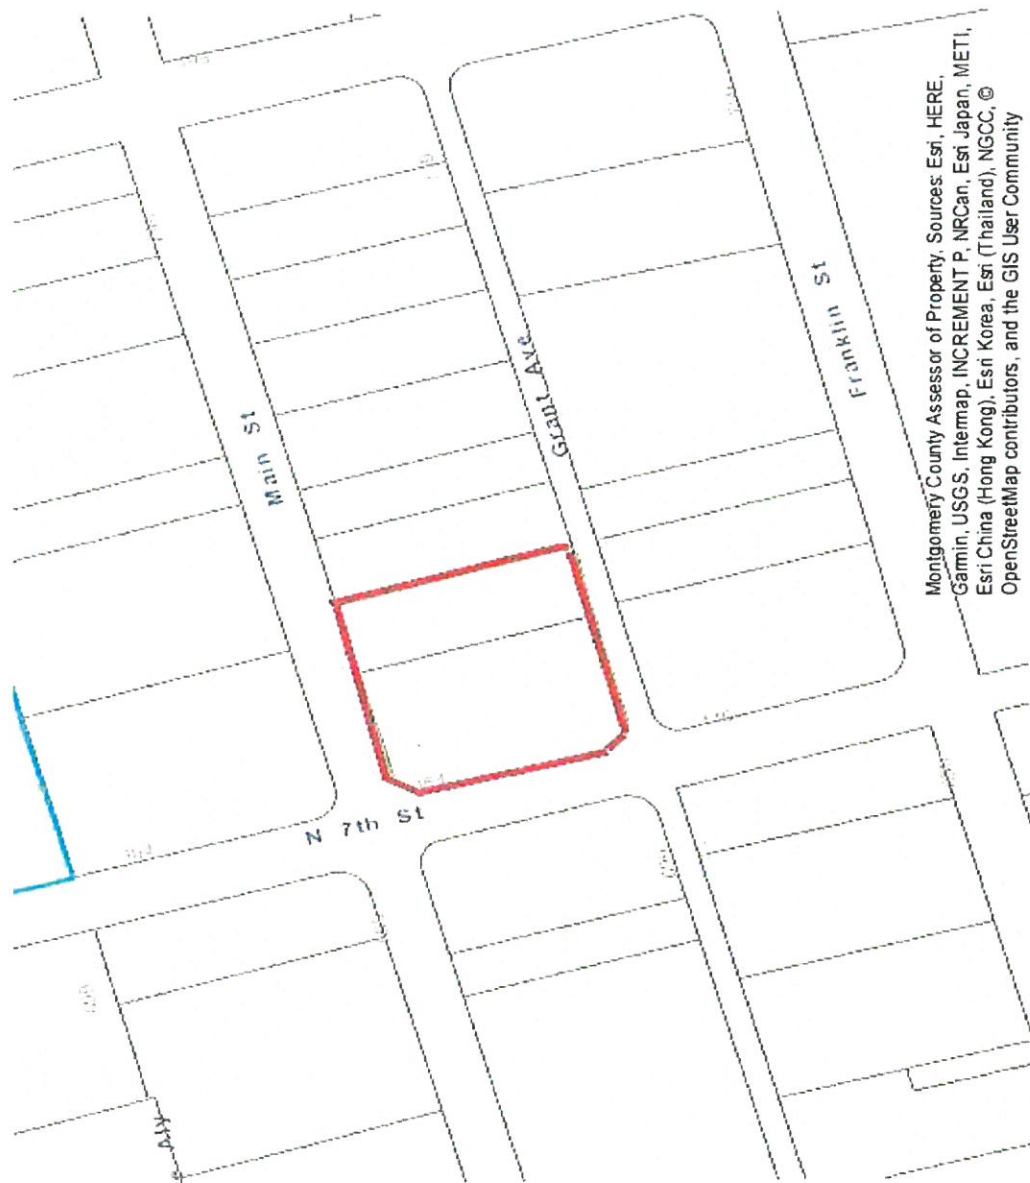 Main St
Grant Ave
Franklin St
N 7th St
Aly
Montgomery County Assessor of Property, Sources: Esri, HERE,
Garmin, USGS, Intermap, INCREMENT P, NRCan, Esri Japan, METI,
Esri China (Hong Kong), Esri Korea, Esri (Thailand), NGCC, ©
OpenStreetMap contributors, and the GIS User Community